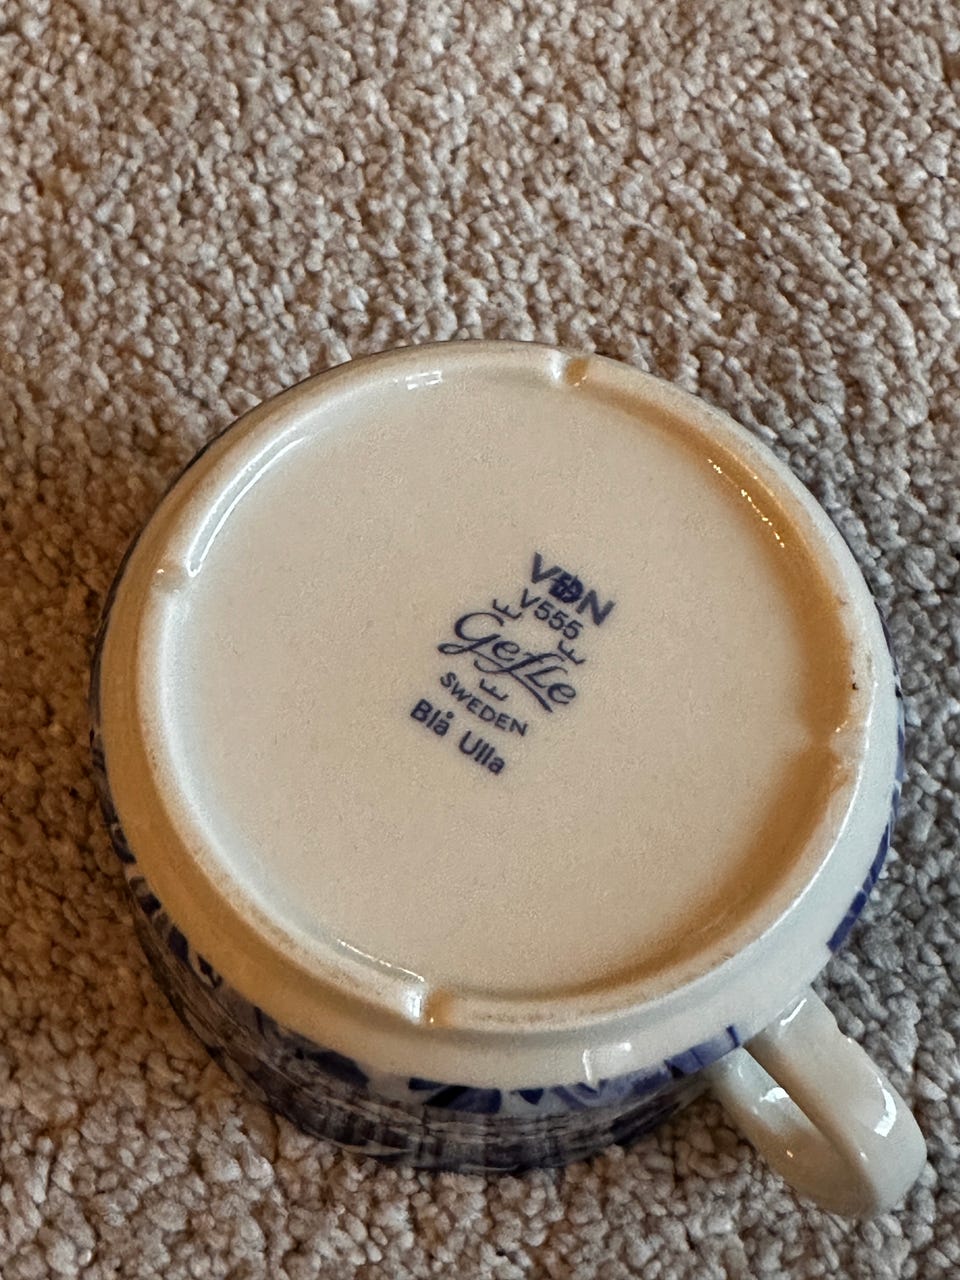 VDN
V555
Gefle
SWEDEN
Blå Ulla